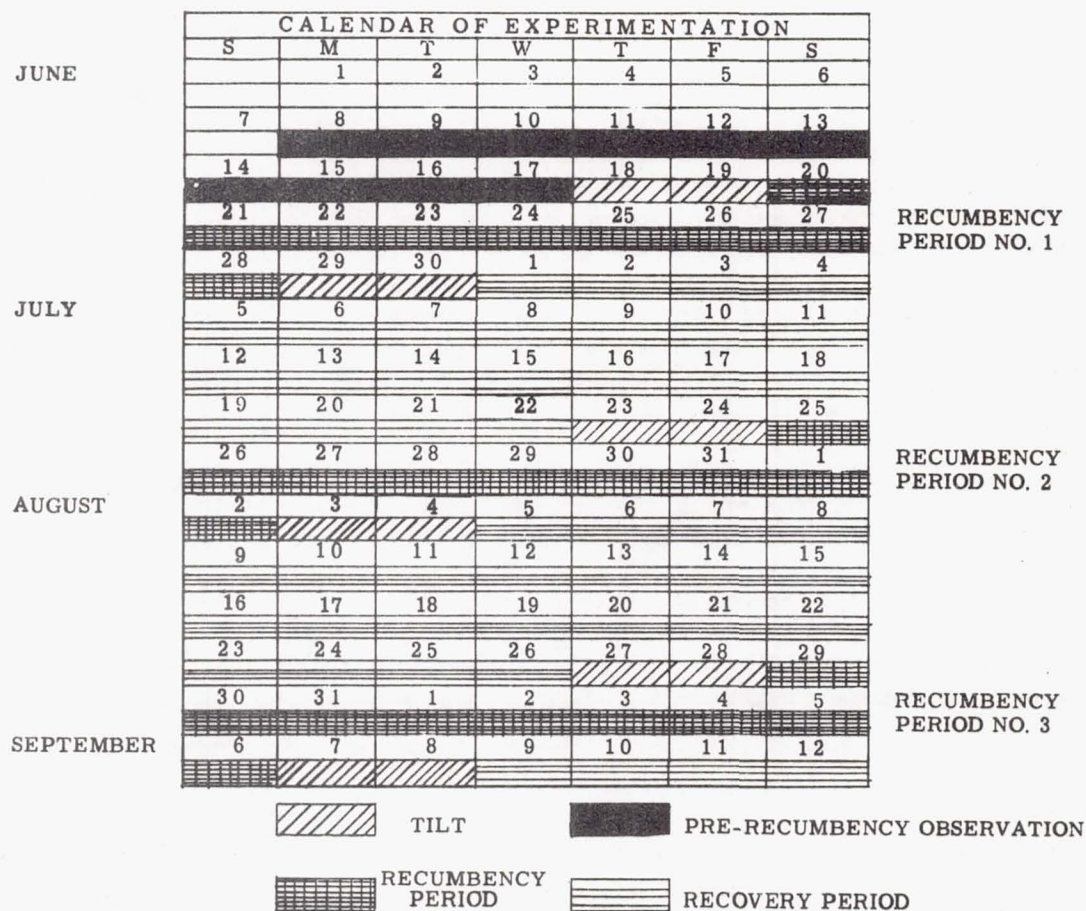 CALENDAR OF EXPERIMENTATION
S M T W T F S
JUNE 1 2 3 4 5 6
7 8 9 10 11 12 13
14 15 16 17 18 19 20
21 22 23 24 25 26 27 RECUMBENCY PERIOD NO. 1
28 29 30 1 2 3 4
JULY 5 6 7 8 9 10 11
12 13 14 15 16 17 18
19 20 21 22 23 24 25
26 27 28 29 30 31 1 RECUMBENCY PERIOD NO. 2
AUGUST 2 3 4 5 6 7 8
9 10 11 12 13 14 15
16 17 18 19 20 21 22
23 24 25 26 27 28 29
30 31 1 2 3 4 5 RECUMBENCY PERIOD NO. 3
SEPTEMBER 6 7 8 9 10 11 12
TILT PRE-RECUMBENCY OBSERVATION
RECUMBENCY PERIOD RECOVERY PERIOD